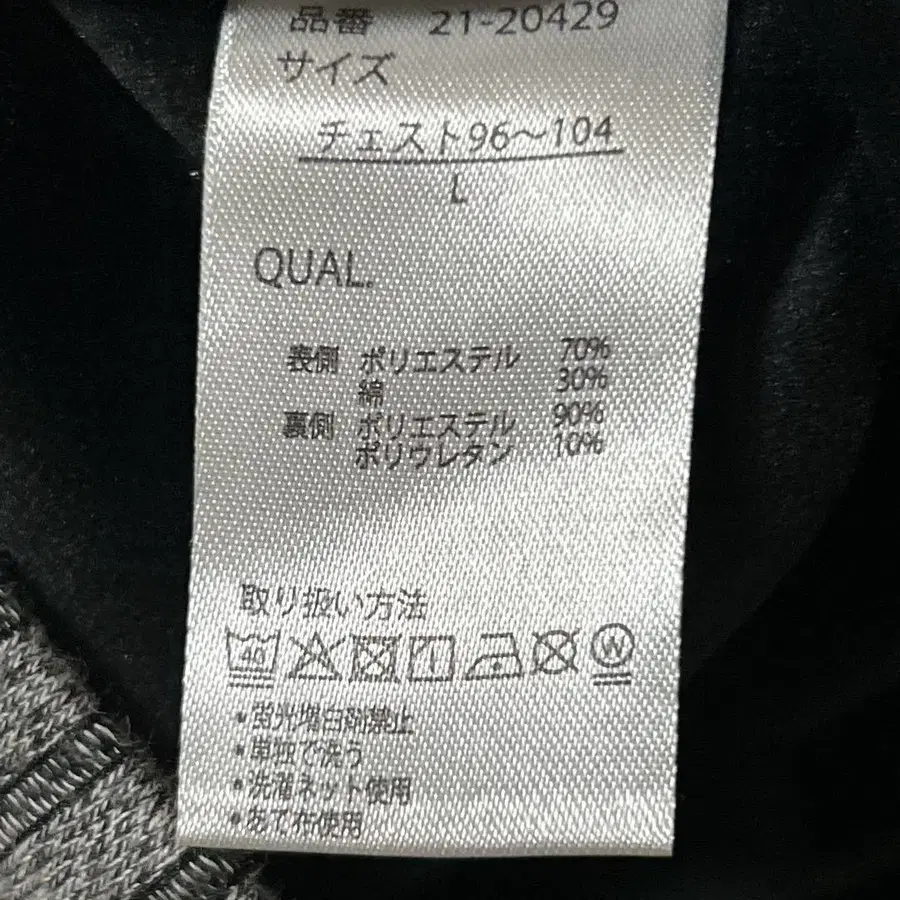 品番 21-20429
サイズ
チェスト96〜104
L
QUAL.
表側 ポリエステル 70%
綿 30%
裏側 ポリエステル 90%
ポリウレタン 10%
取り扱い方法
40 W
•蛍光増白剤禁止
•単独で洗う
•洗濯ネット使用
•あて布使用